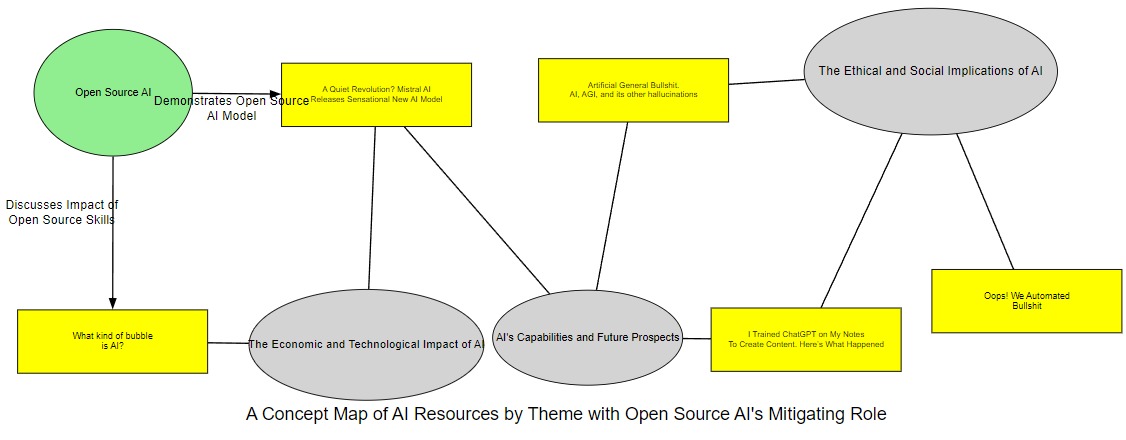 The Ethical and Social Implications of AI
Open Source AI
A Quiet Revolution? Mistral AI
Releases Sensational New AI Model
Artificial General Bullshit.
AI, AGI, and its other hallucinations
Demonstrates Open Source
AI Model
Discusses Impact of
Open Source Skills
Oops! We Automated
Bullshit
What kind of bubble
is AI?
The Economic and Technological Impact of AI
AI's Capabilities and Future Prospects
I Trained ChatGPT on My Notes
To Create Content. Here's What Happened
A Concept Map of AI Resources by Theme with Open Source AI's Mitigating Role